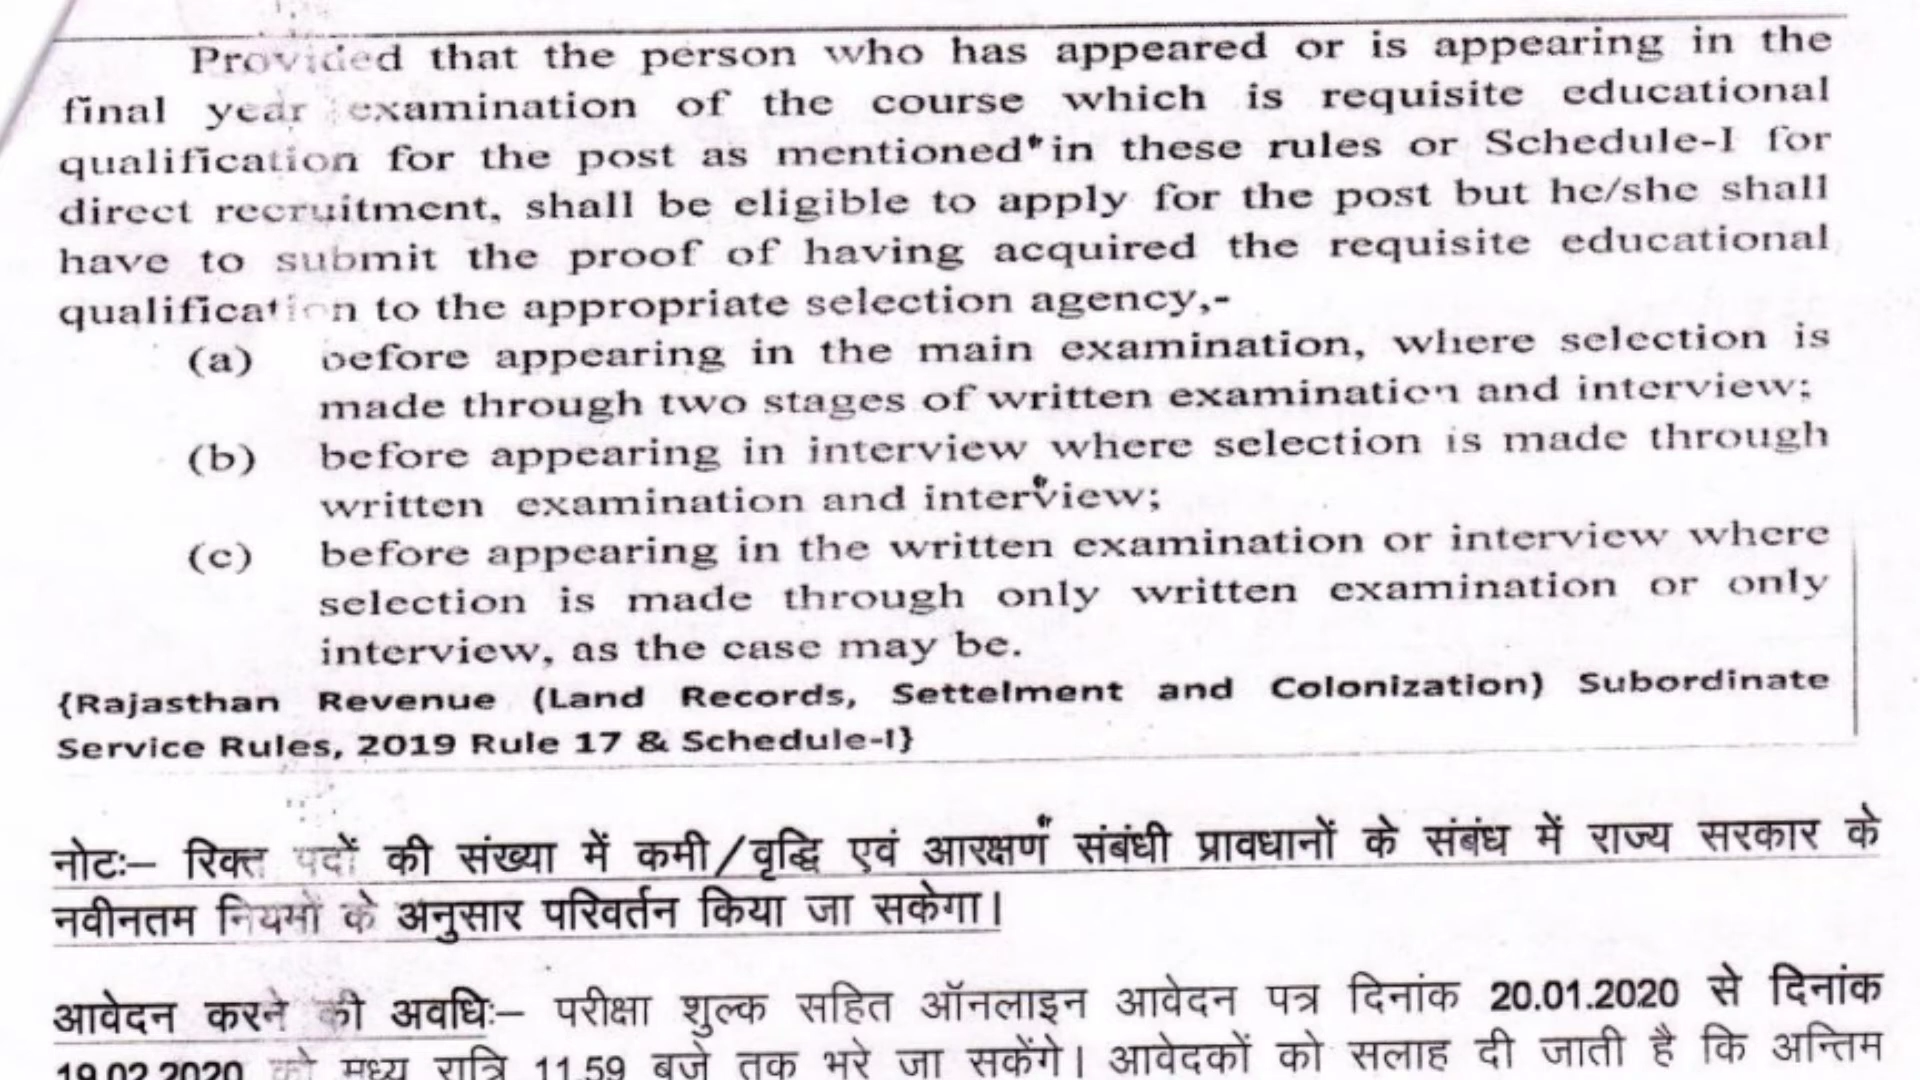 Provided that the person who has appeared or is appearing in the
final year examination of the course which is requisite educational
qualification for the post as mentioned in these rules or Schedule-I for
direct recruitment, shall be eligible to apply for the post but he/she shall
have to submit the proof of having acquired the requisite educational
qualification to the appropriate selection agency,-
(a) before appearing in the main examination, where selection is
made through two stages of written examination and interview;
(b) before appearing in interview where selection is made through
written examination and interview;
(c) before appearing in the written examination or interview where
selection is made through only written examination or only
interview, as the case may be.
{Rajasthan Revenue (Land Records, Settelment and Colonization) Subordinate
Service Rules, 2019 Rule 17 & Schedule-I}
नोटः– रिक्त पदों की संख्या में कमी/वृद्धि एवं आरक्षण संबंधी प्रावधानों के संबंध में राज्य सरकार के
नवीनतम नियमों के अनुसार परिवर्तन किया जा सकेगा।
आवेदन करने की अवधिः– परीक्षा शुल्क सहित ऑनलाइन आवेदन पत्र दिनांक 20.01.2020 से दिनांक
19.02.2020 को मध्य रात्रि 11.59 बजे तक भरे जा सकेंगे। आवेदकों को सलाह दी जाती है कि अन्तिम